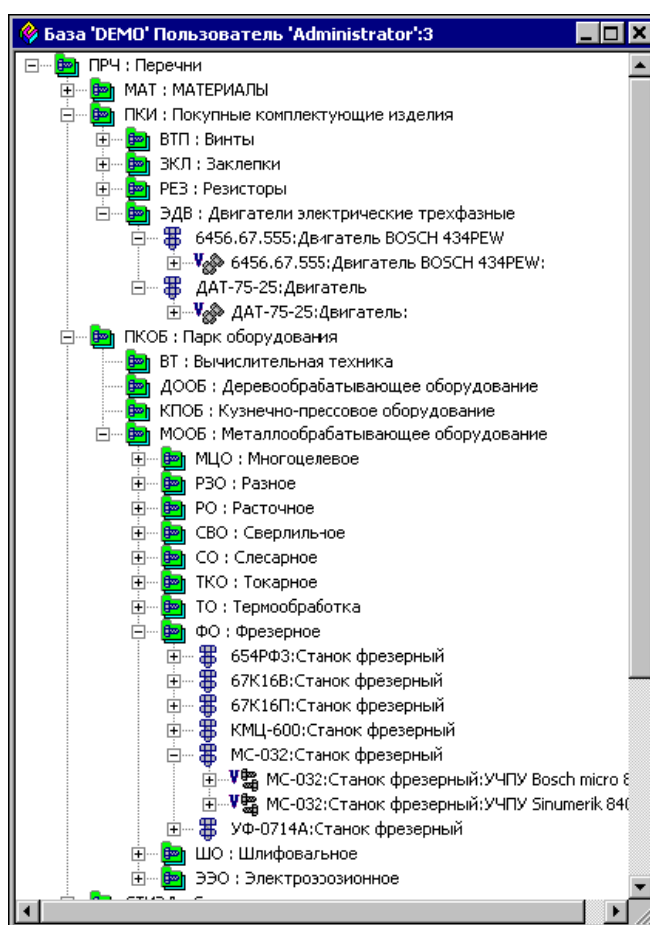 База 'DEMO' Пользователь 'Administrator':3
ПРЧ : Перечни
МАТ : МАТЕРИАЛЫ
ПКИ : Покупные комплектующие изделия
ВТП : Винты
ЗКЛ : Заклепки
РЕЗ : Резисторы
ЭДВ : Двигатели электрические трехфазные
6456.67.555:Двигатель BOSCH 434PEW
6456.67.555:Двигатель BOSCH 434PEW:
ДАТ-75-25:Двигатель
ДАТ-75-25:Двигатель:
ПКОБ : Парк оборудования
ВТ : Вычислительная техника
ДООБ : Деревообрабатывающее оборудование
КПОБ : Кузнечно-прессовое оборудование
МООБ : Металлообрабатывающее оборудование
МЦО : Многоцелевое
РЗО : Разное
РО : Расточное
СВО : Сверлильное
СО : Слесарное
ТКО : Токарное
ТО : Термообработка
ФО : Фрезерное
654РФ3:Станок фрезерный
67К16В:Станок фрезерный
67К16П:Станок фрезерный
КМЦ-600:Станок фрезерный
МС-032:Станок фрезерный
МС-032:Станок фрезерный:УЧПУ Bosch micro 8
МС-032:Станок фрезерный:УЧПУ Sinumerik 840
УФ-0714А:Станок фрезерный
ШО : Шлифовальное
ЭЭО : Электроэрозионное